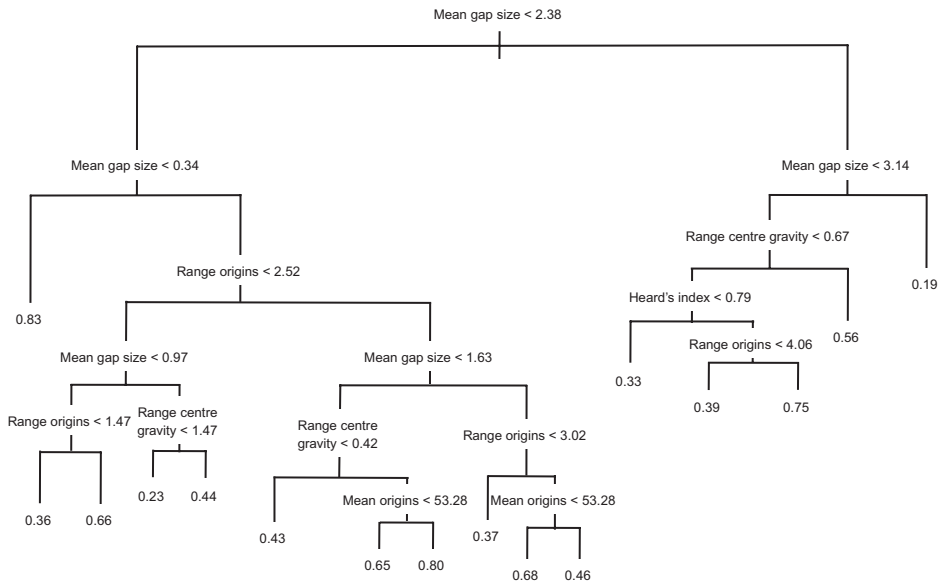 Mean gap size < 2.38
Mean gap size < 0.34
Mean gap size < 3.14
Range centre gravity < 0.67
Range origins < 2.52
0.19
Heard's index < 0.79
0.83
0.56
Range origins < 4.06
Mean gap size < 0.97
Mean gap size < 1.63
0.33
0.39
0.75
Range origins < 1.47
Range centre
gravity < 1.47
Range centre
gravity < 0.42
Range origins < 3.02
0.23
0.44
Mean origins < 53.28
Mean origins < 53.28
0.36
0.66
0.43
0.37
0.65
0.80
0.68
0.46